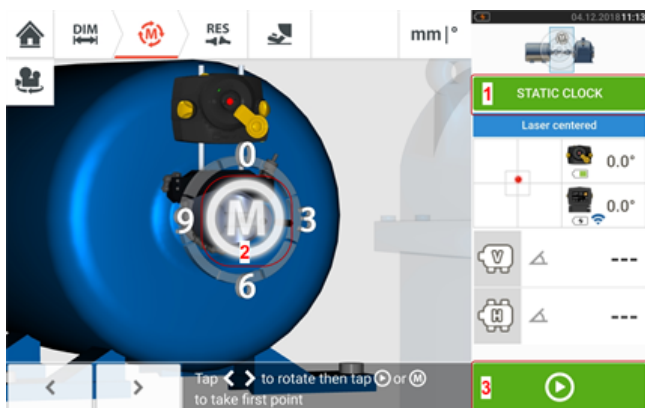 DIM
M
RES
mm|°
04.12.2018 11:13
1 STATIC CLOCK
Laser centered
0.0°
0.0°
0
9 M 3
2
6
V ---
H ---
Tap < > to rotate then tap or M
to take first point
3